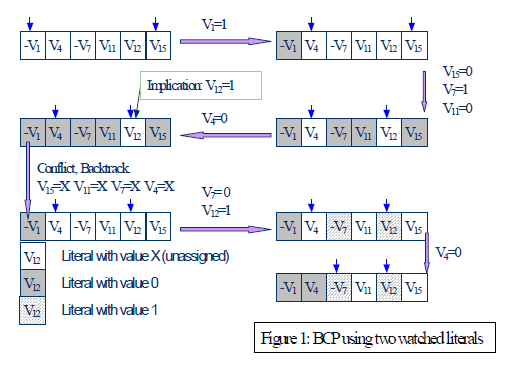 V1=1
-V1 V4 -V7 V11 V12 V15
-V1 V4 -V7 V11 V12 V15
V15=0
V7=1
V11=0
Implication: V12=1
V4=0
-V1 V4 -V7 V11 V12 V15
-V1 V4 -V7 V11 V12 V15
Conflict, Backtrack.
V15=X V11=X V7=X V4=X
V7=0
V12=1
-V1 V4 -V7 V11 V12 V15
-V1 V4 -V7 V11 V12 V15
V4=0
V12 Literal with value X (unassigned)
V12 Literal with value 0
-V1 V4 -V7 V11 V12 V15
V12 Literal with value 1
Figure 1: BCP using two watched literals